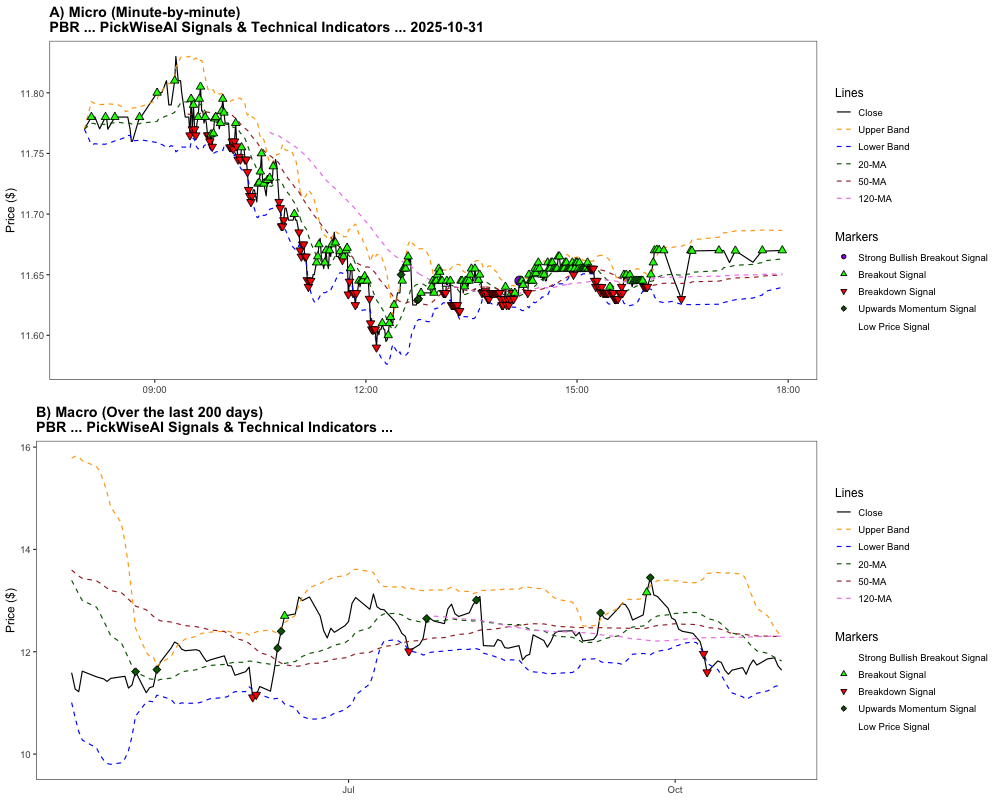 A) Micro (Minute-by-minute)
PBR ... PickWiseAI Signals & Technical Indicators ... 2025-10-31
Price ($)
11.80
11.75
11.70
11.65
11.60
09:00
12:00
15:00
18:00
Lines
Close
Upper Band
Lower Band
20-MA
50-MA
120-MA
Markers
Strong Bullish Breakout Signal
Breakout Signal
Breakdown Signal
Upwards Momentum Signal
Low Price Signal
B) Macro (Over the last 200 days)
PBR ... PickWiseAI Signals & Technical Indicators ...
Price ($)
16
14
12
10
Jul
Oct
Lines
Close
Upper Band
Lower Band
20-MA
50-MA
120-MA
Markers
Strong Bullish Breakout Signal
Breakout Signal
Breakdown Signal
Upwards Momentum Signal
Low Price Signal